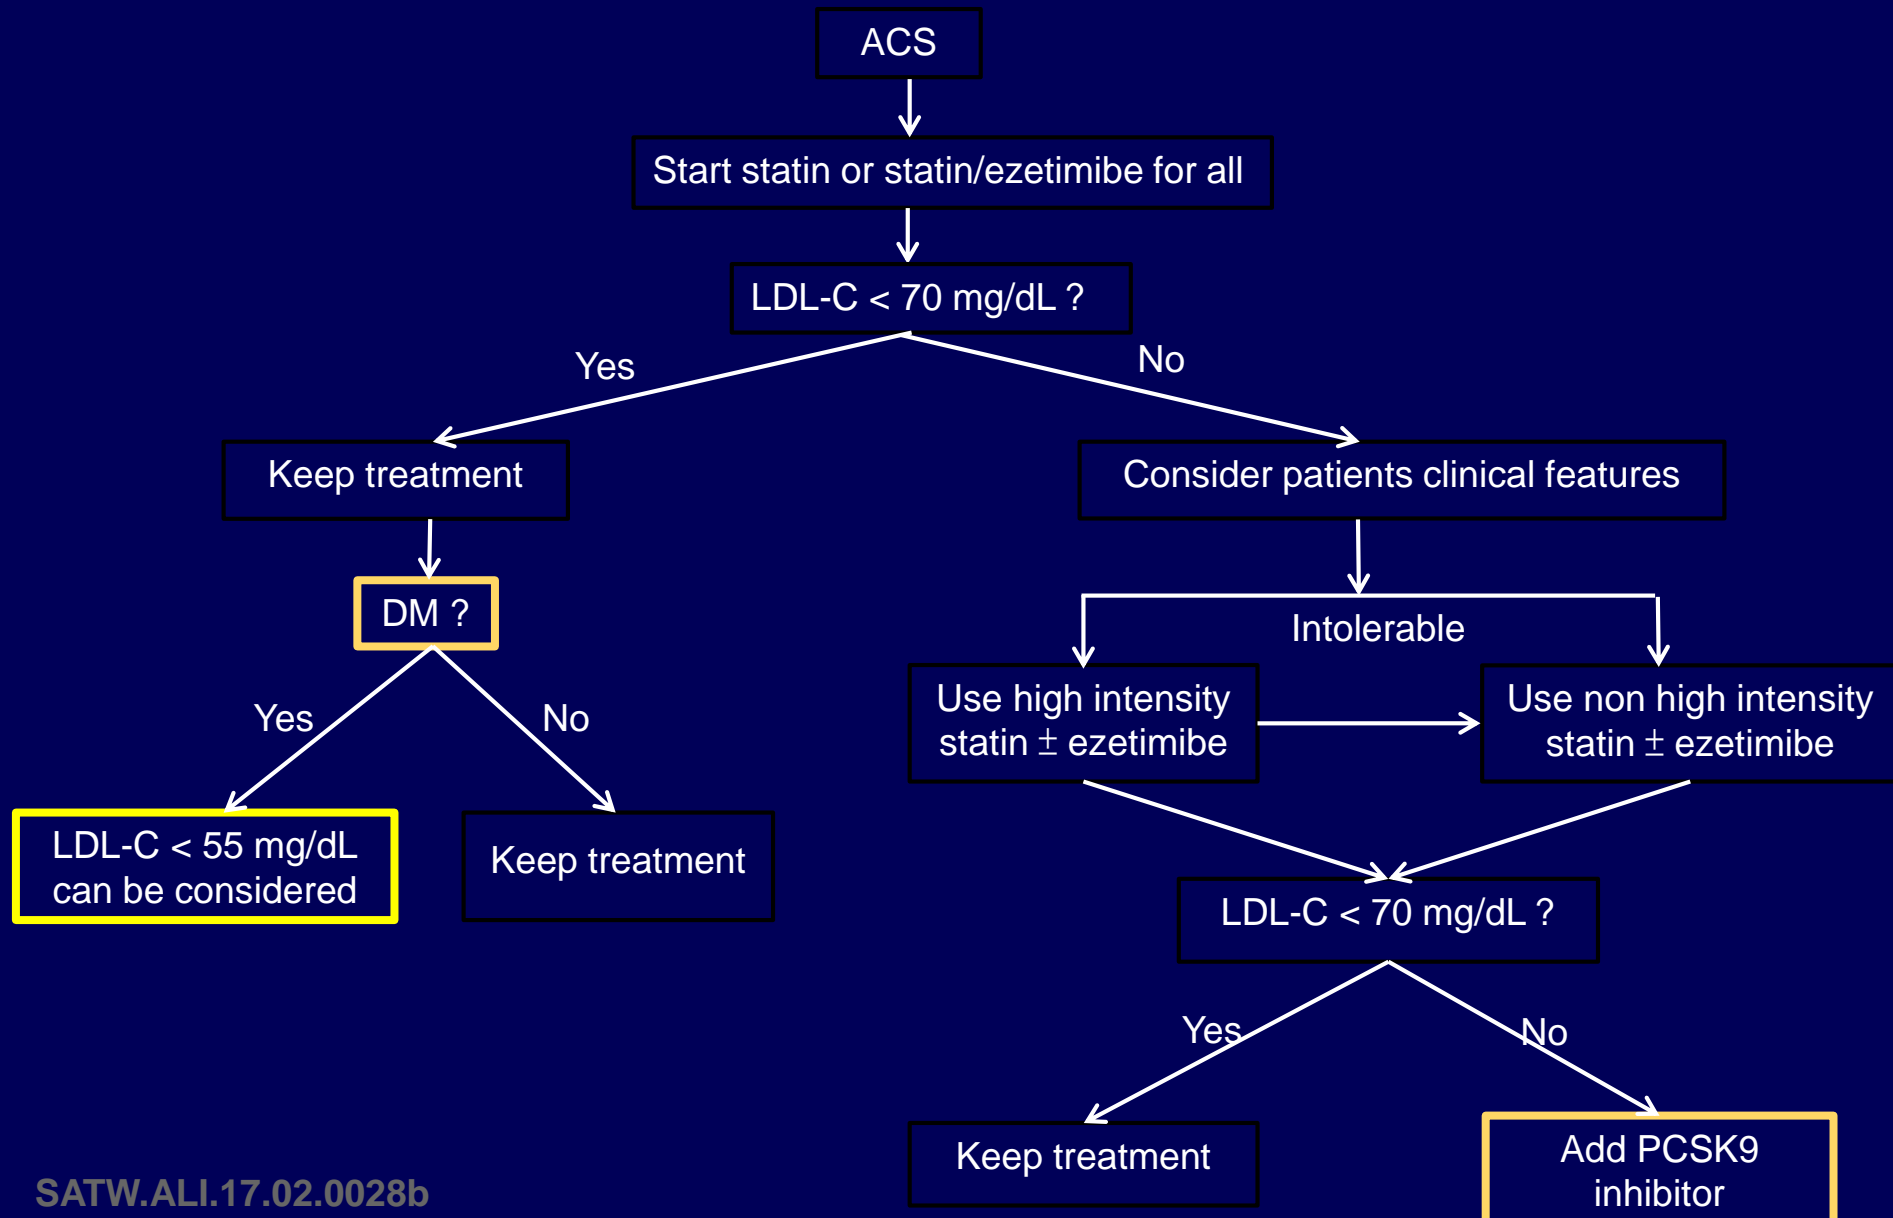 ACS
Start statin or statin/ezetimibe for all
LDL-C < 70 mg/dL ?
Yes
No
Keep treatment
Consider patients clinical features
DM ?
Intolerable
Yes
No
Use high intensity
statin ± ezetimibe
Use non high intensity
statin ± ezetimibe
LDL-C < 55 mg/dL
can be considered
Keep treatment
LDL-C < 70 mg/dL ?
Yes
No
Keep treatment
Add PCSK9
inhibitor
SATW.ALI.17.02.0028b